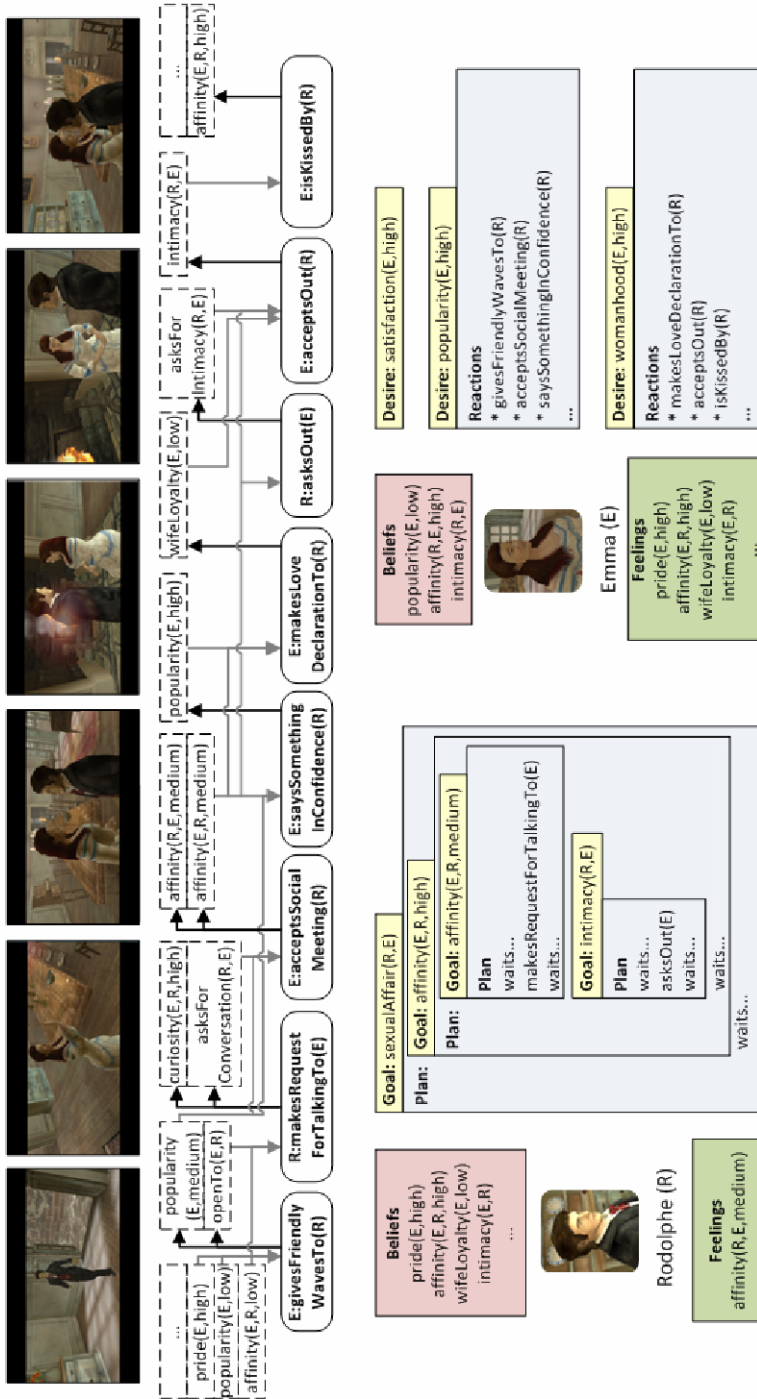 ...
pride(E,high)
popularity(E,low)
affinity(E,R,low)
popularity
(E,medium)
openTo(E,R)
curiosity(E,R,high)
asksFor
Conversation(R,E)
affinity(R,E,medium)
affinity(E,R,medium)
popularity(E,high)
wifeLoyalty(E,low)
asksFor
Intimacy(R,E)
intimacy(R,E)
...
affinity(E,R,high)
E:givesFriendly
WavesTo(R)
R:makesRequest
ForTalkingTo(E)
E:acceptsSocial
Meeting(R)
E:saysSomething
InConfidence(R)
E:makesLove
DeclarationTo(R)
R:asksOut(E)
E:acceptsOut(R)
E:isKissedBy(R)
Beliefs
pride(E,high)
affinity(E,R,high)
wifeLoyalty(E,low)
intimacy(E,R)
...
Rodolphe (R)
Feelings
affinity(R,E,medium)
Goal: sexualAffair(R,E)
Plan:
Goal: affinity(E,R,high)
Plan:
Goal: affinity(E,R,medium)
Plan
waits...
makesRequestForTalkingTo(E)
waits...
Goal: intimacy(R,E)
Plan
waits...
asksOut(E)
waits...
waits...
waits...
Beliefs
popularity(E,low)
affinity(R,E,high)
intimacy(R,E)
Emma (E)
Feelings
pride(E,high)
affinity(E,R,high)
wifeLoyalty(E,low)
intimacy(E,R)
...
Desire: satisfaction(E,high)
Desire: popularity(E,high)
Reactions
* givesFriendlyWavesTo(R)
* acceptsSocialMeeting(R)
* saysSomethingInConfidence(R)
...
Desire: womanhood(E,high)
Reactions
* makesLoveDeclarationTo(R)
* acceptsOut(R)
* isKissedBy(R)
...